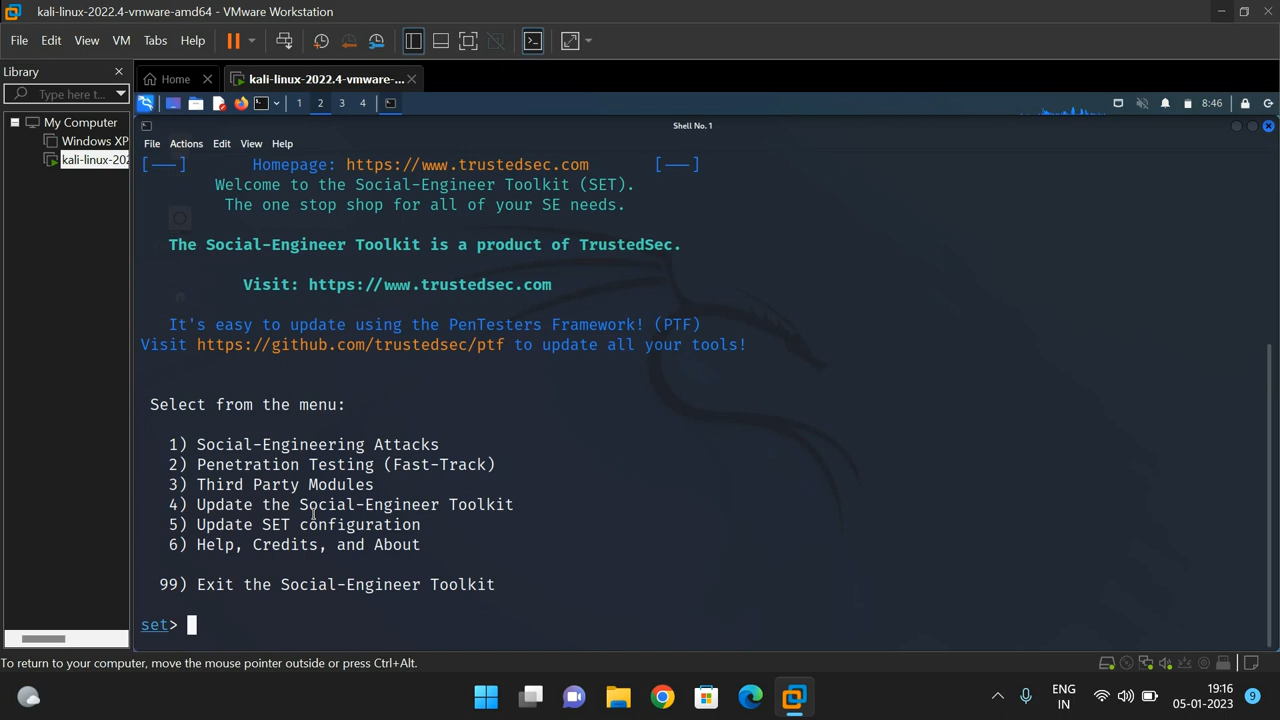 kali-linux-2022.4-vmware-amd64 - VMware Workstation
File Edit View VM Tabs Help
Library
Type here t...
Home
kali-linux-2022.4-vmware-...
My Computer
Windows XP
kali-linux-202
1 2 3 4
8:46
Shell No. 1
File Actions Edit View Help
[---] Homepage: https://www.trustedsec.com [---]
Welcome to the Social-Engineer Toolkit (SET).
The one stop shop for all of your SE needs.
The Social-Engineer Toolkit is a product of TrustedSec.
Visit: https://www.trustedsec.com
It's easy to update using the PenTesters Framework! (PTF)
Visit https://github.com/trustedsec/ptf to update all your tools!
Select from the menu:
1) Social-Engineering Attacks
2) Penetration Testing (Fast-Track)
3) Third Party Modules
4) Update the Social-Engineer Toolkit
5) Update SET configuration
6) Help, Credits, and About
99) Exit the Social-Engineer Toolkit
set>
To return to your computer, move the mouse pointer outside or press Ctrl+Alt.
ENG
IN
19:16
05-01-2023
9